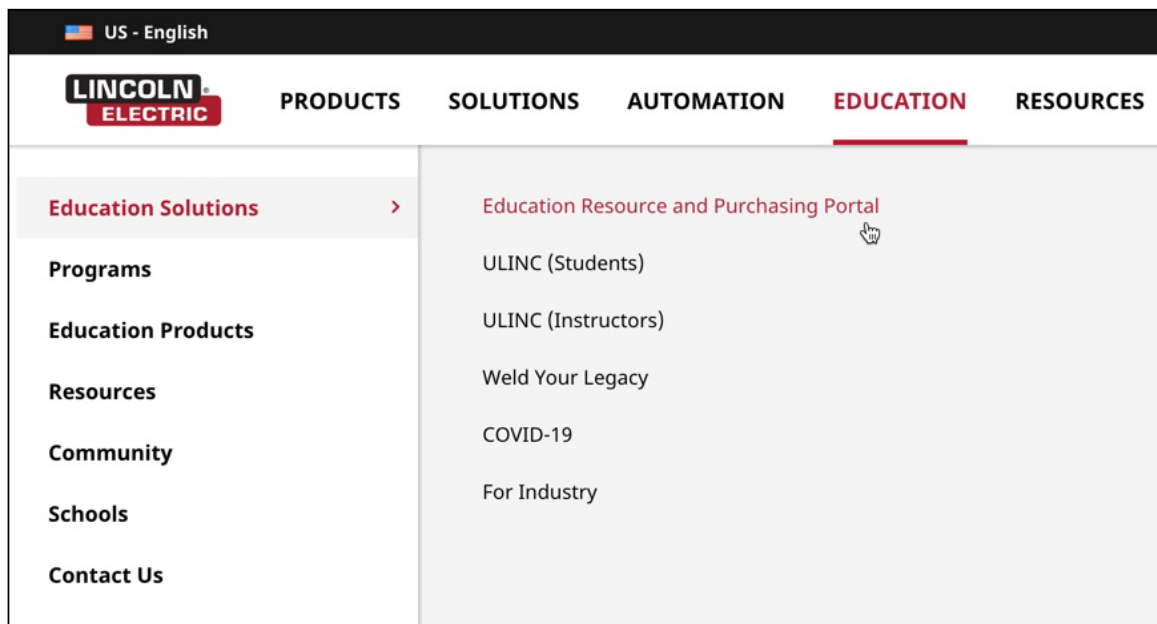 US - English
LINCOLN
ELECTRIC
PRODUCTS SOLUTIONS AUTOMATION EDUCATION RESOURCES
Education Solutions
Programs
Education Products
Resources
Community
Schools
Contact Us
Education Resource and Purchasing Portal
ULINC (Students)
ULINC (Instructors)
Weld Your Legacy
COVID-19
For Industry